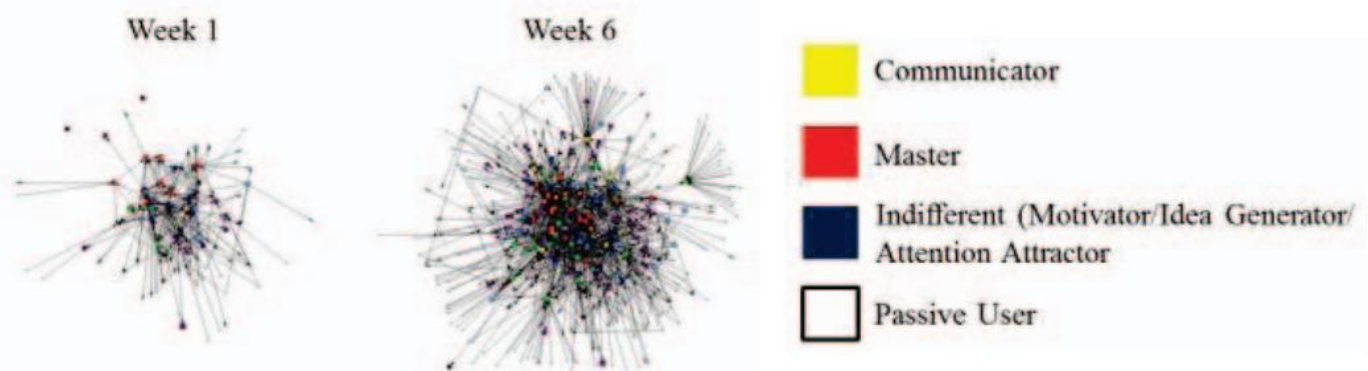 Week 1
Week 6
Communicator
Master
Indifferent (Motivator/Idea Generator/
Attention Attractor
Passive User